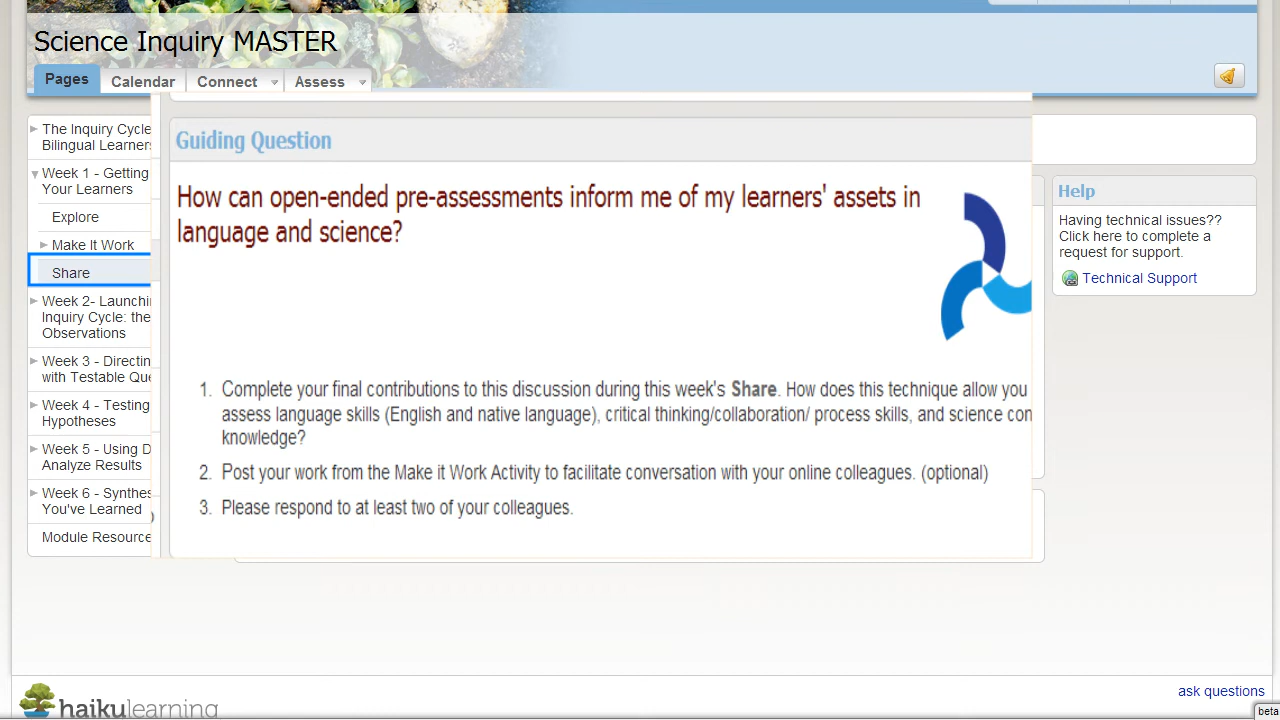 Science Inquiry MASTER
Pages
Calendar
Connect
Assess
The Inquiry Cycle
Bilingual Learners
Week 1 - Getting
Your Learners
Explore
Make It Work
Share
Week 2- Launchi
Inquiry Cycle: the
Observations
Week 3 - Directin
with Testable Que
Week 4 - Testing
Hypotheses
Week 5 - Using D
Analyze Results
Week 6 - Synthes
You've Learned
Module Resource
Guiding Question
How can open-ended pre-assessments inform me of my learners' assets in
language and science?
1. Complete your final contributions to this discussion during this week's Share. How does this technique allow you
assess language skills (English and native language), critical thinking/collaboration/ process skills, and science con
knowledge?
2. Post your work from the Make it Work Activity to facilitate conversation with your online colleagues. (optional)
3. Please respond to at least two of your colleagues.
Help
Having technical issues??
Click here to complete a
request for support.
Technical Support
haikulearning
ask questions
beta